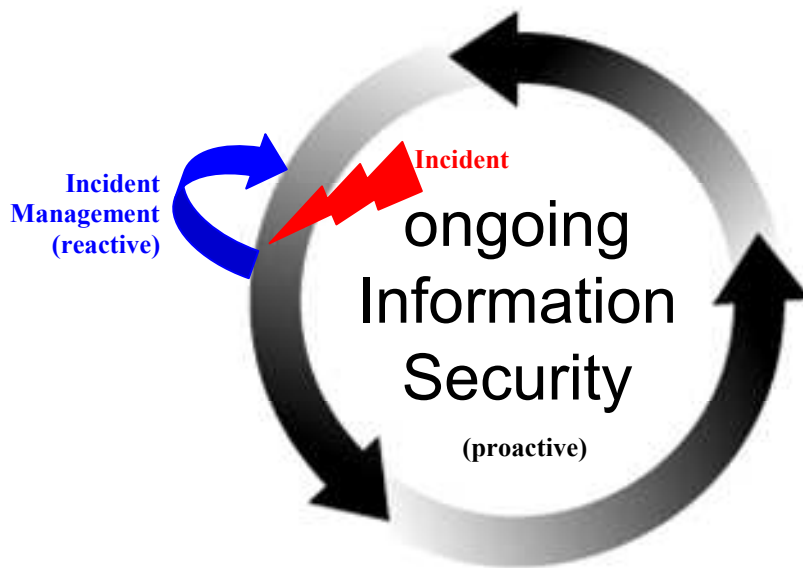 Incident
Incident
Management
(reactive)
ongoing
Information
Security
(proactive)